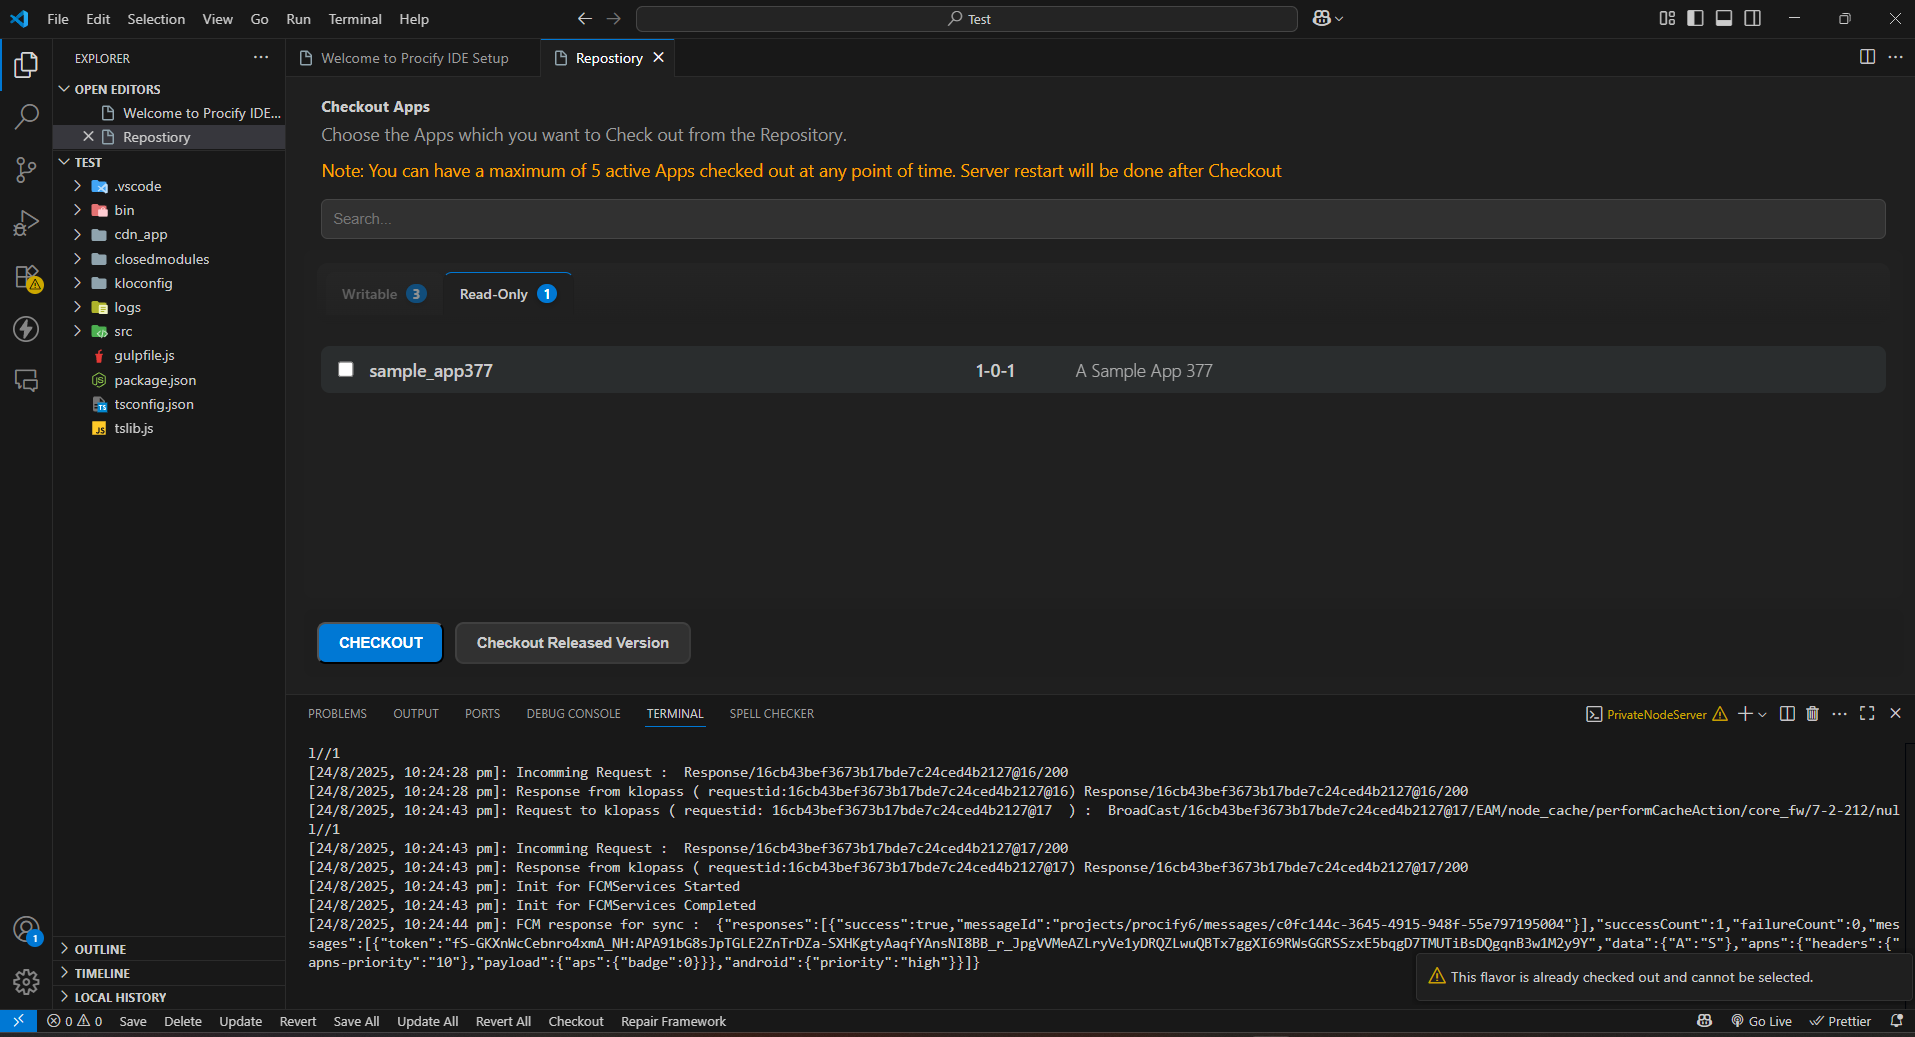 File Edit Selection View Go Run Terminal Help
Test
EXPLORER
Welcome to Procify IDE Setup
Repostiory
OPEN EDITORS
Welcome to Procify IDE...
Repostiory
TEST
.vscode
bin
cdn_app
closedmodules
kloconfig
logs
src
gulpfile.js
package.json
tsconfig.json
tslib.js
OUTLINE
TIMELINE
LOCAL HISTORY
Checkout Apps
Choose the Apps which you want to Check out from the Repository.
Note: You can have a maximum of 5 active Apps checked out at any point of time. Server restart will be done after Checkout
Search...
Writable 3 Read-Only 1
sample_app377 1-0-1 A Sample App 377
CHECKOUT Checkout Released Version
PROBLEMS OUTPUT PORTS DEBUG CONSOLE TERMINAL SPELL CHECKER
PrivateNodeServer
l//1
[24/8/2025, 10:24:28 pm]: Incomming Request : Response/16cb43bef3673b17bde7c24ced4b2127@16/200
[24/8/2025, 10:24:28 pm]: Response from klopass ( requestid:16cb43bef3673b17bde7c24ced4b2127@16) Response/16cb43bef3673b17bde7c24ced4b2127@16/200
[24/8/2025, 10:24:43 pm]: Request to klopass ( requestid: 16cb43bef3673b17bde7c24ced4b2127@17 ) : BroadCast/16cb43bef3673b17bde7c24ced4b2127@17/EAM/node_cache/performCacheAction/core_fw/7-2-212/nul
l//1
[24/8/2025, 10:24:43 pm]: Incomming Request : Response/16cb43bef3673b17bde7c24ced4b2127@17/200
[24/8/2025, 10:24:43 pm]: Response from klopass ( requestid:16cb43bef3673b17bde7c24ced4b2127@17) Response/16cb43bef3673b17bde7c24ced4b2127@17/200
[24/8/2025, 10:24:43 pm]: Init for FCMServices Started
[24/8/2025, 10:24:43 pm]: Init for FCMServices Completed
[24/8/2025, 10:24:44 pm]: FCM response for sync : {"responses":[{"success":true,"messageId":"projects/procify6/messages/c0fc144c-3645-4915-948f-55e797195004"}],"successCount":1,"failureCount":0,"mes
sages":[{"token":"fS-GKXnWcCebnro4xmA_NH:APA91bG8sJpTGLE2ZnTrDZa-SXHKgtyAaqfYAnsNI8BB_r_JpgVVMeAZLryVe1yDRQZLwuQBTx7ggXI69RWsGGRSSzxE5bqgD7TMUTiBsDQgqnB3w1M2y9Y","data":{"A":"S"},"apns":{"headers":{"
apns-priority":"10"},"payload":{"aps":{"badge":0}}},"android":{"priority":"high"}}]}
This flavor is already checked out and cannot be selected.
1
0 0 Save Delete Update Revert Save All Update All Revert All Checkout Repair Framework
Go Live Prettier